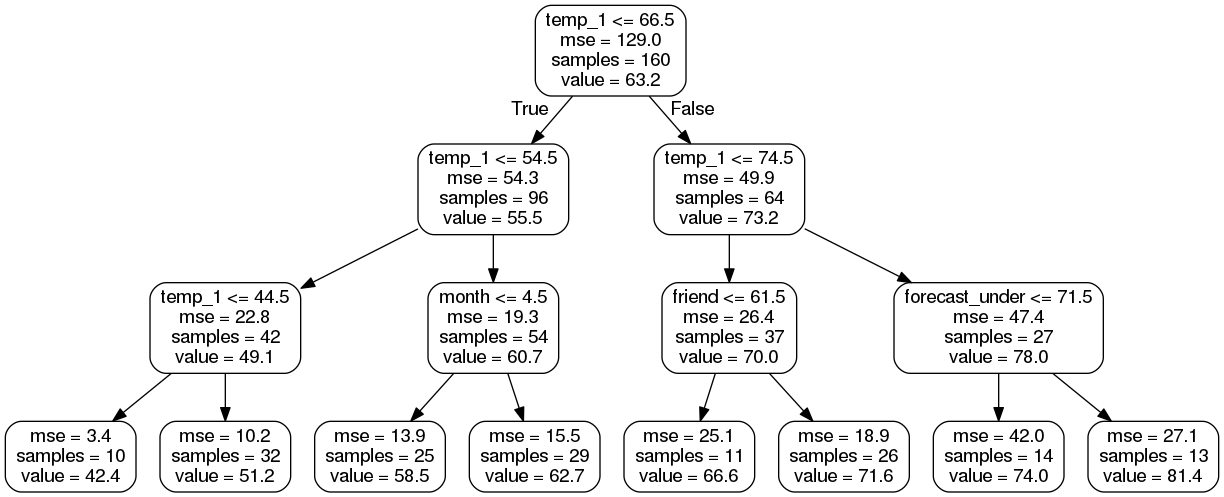 temp_1 <= 66.5
mse = 129.0
samples = 160
value = 63.2
True
False
temp_1 <= 54.5
mse = 54.3
samples = 96
value = 55.5
temp_1 <= 74.5
mse = 49.9
samples = 64
value = 73.2
temp_1 <= 44.5
mse = 22.8
samples = 42
value = 49.1
month <= 4.5
mse = 19.3
samples = 54
value = 60.7
friend <= 61.5
mse = 26.4
samples = 37
value = 70.0
forecast_under <= 71.5
mse = 47.4
samples = 27
value = 78.0
mse = 3.4
samples = 10
value = 42.4
mse = 10.2
samples = 32
value = 51.2
mse = 13.9
samples = 25
value = 58.5
mse = 15.5
samples = 29
value = 62.7
mse = 25.1
samples = 11
value = 66.6
mse = 18.9
samples = 26
value = 71.6
mse = 42.0
samples = 14
value = 74.0
mse = 27.1
samples = 13
value = 81.4